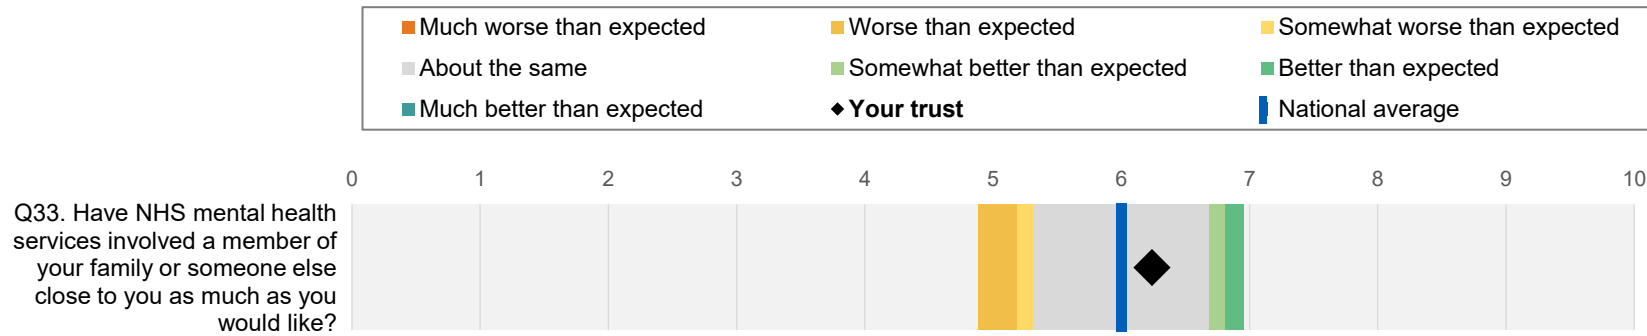 Much worse than expected
Worse than expected
Somewhat worse than expected
About the same
Somewhat better than expected
Better than expected
Much better than expected
Your trust
National average
0 1 2 3 4 5 6 7 8 9 10
Q33. Have NHS mental health
services involved a member of
your family or someone else
close to you as much as you
would like?